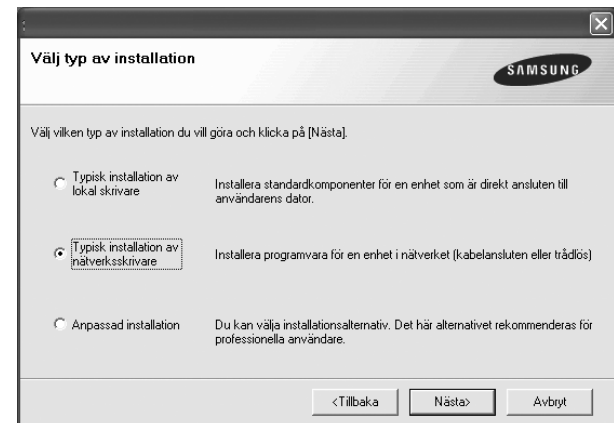 Välj typ av installation
SAMSUNG
Välj vilken typ av installation du vill göra och klicka på [Nästa].
Typisk installation av
lokal skrivare
Installera standardkomponenter för en enhet som är direkt ansluten till
användarens dator.
Typisk installation av
nätverksskrivare
Installera programvara för en enhet i nätverket (kabelansluten eller trådlös)
Anpassad installation
Du kan välja installationsalternativ. Det här alternativet rekommenderas för
professionella användare.
<Tillbaka
Nästa>
Avbryt